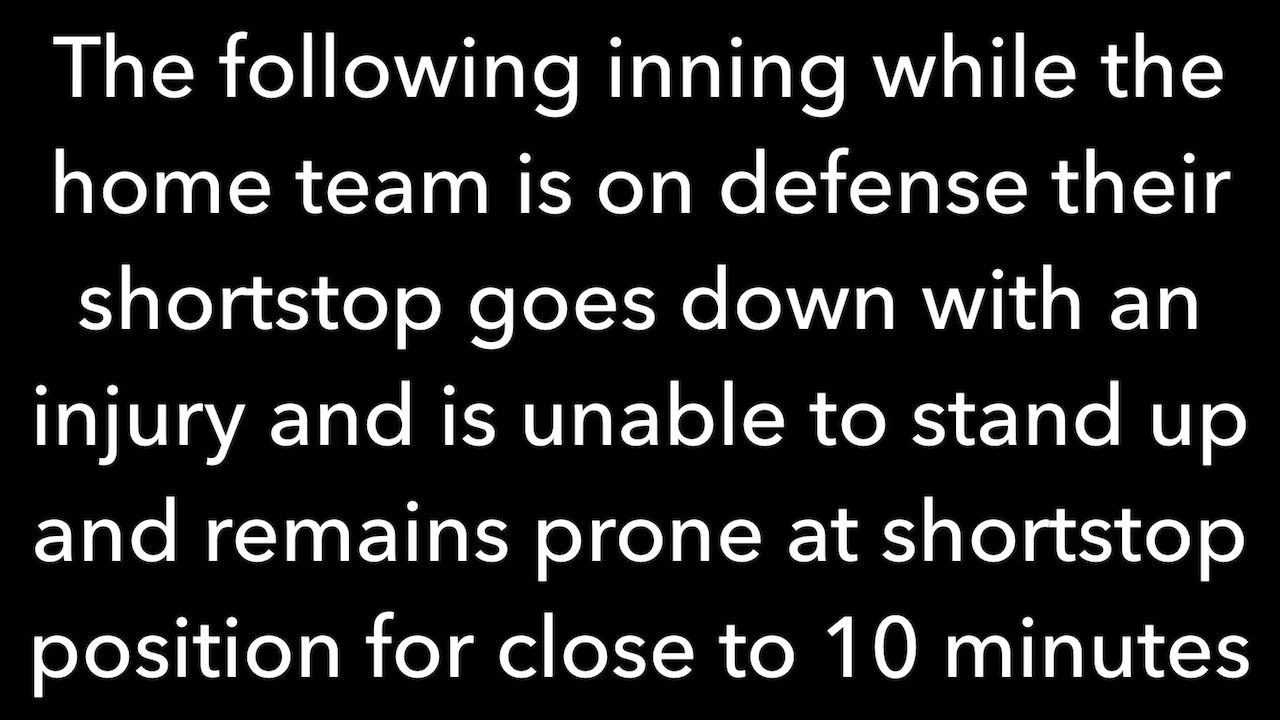 The following inning while the
home team is on defense their
shortstop goes down with an
injury and is unable to stand up
and remains prone at shortstop
position for close to 10 minutes